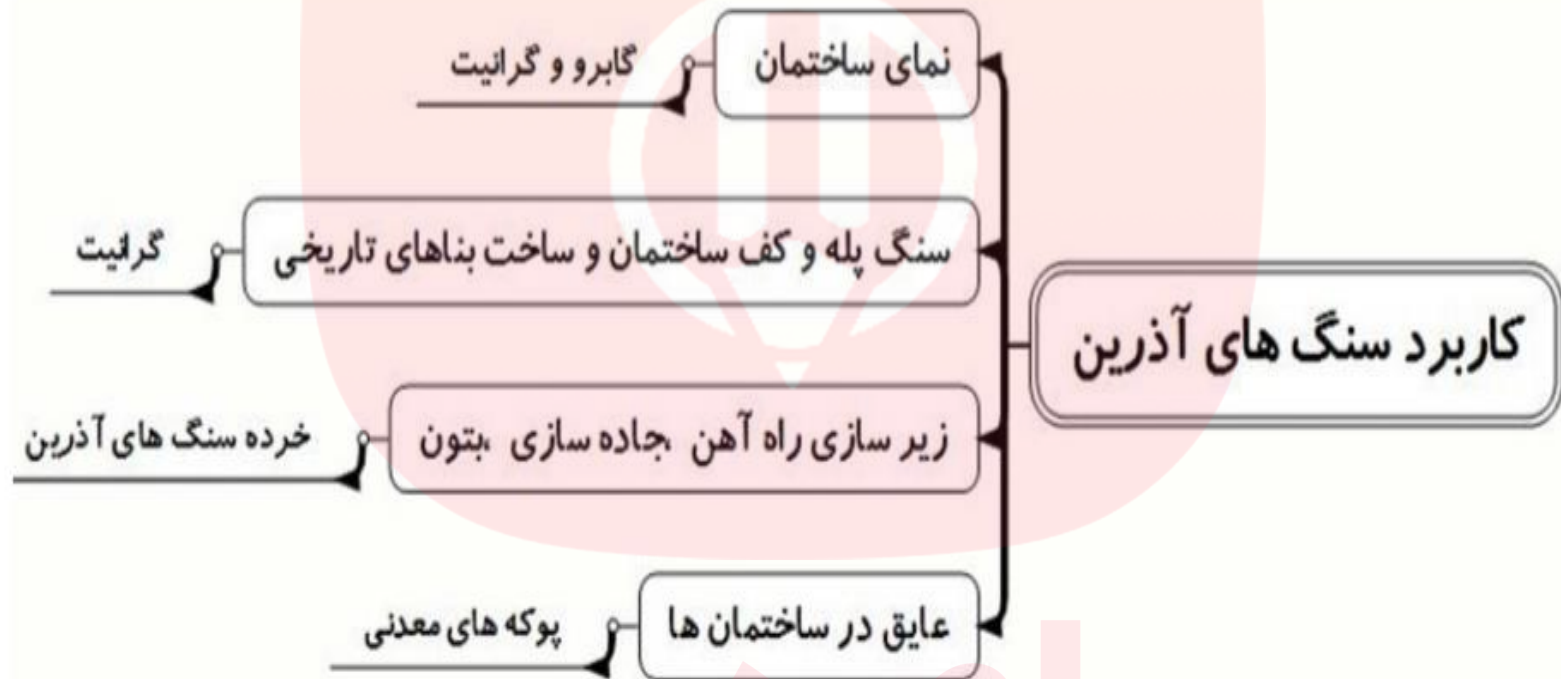 کاربرد سنگ های آذرین
نمای ساختمان
گابرو و گرانیت
سنگ پله و کف ساختمان و ساخت بناهای تاریخی
گرانیت
زیر سازی راه آهن ،جاده سازی ،بتون
خرده سنگ های آذرین
عایق در ساختمان ها
پوکه های معدنی